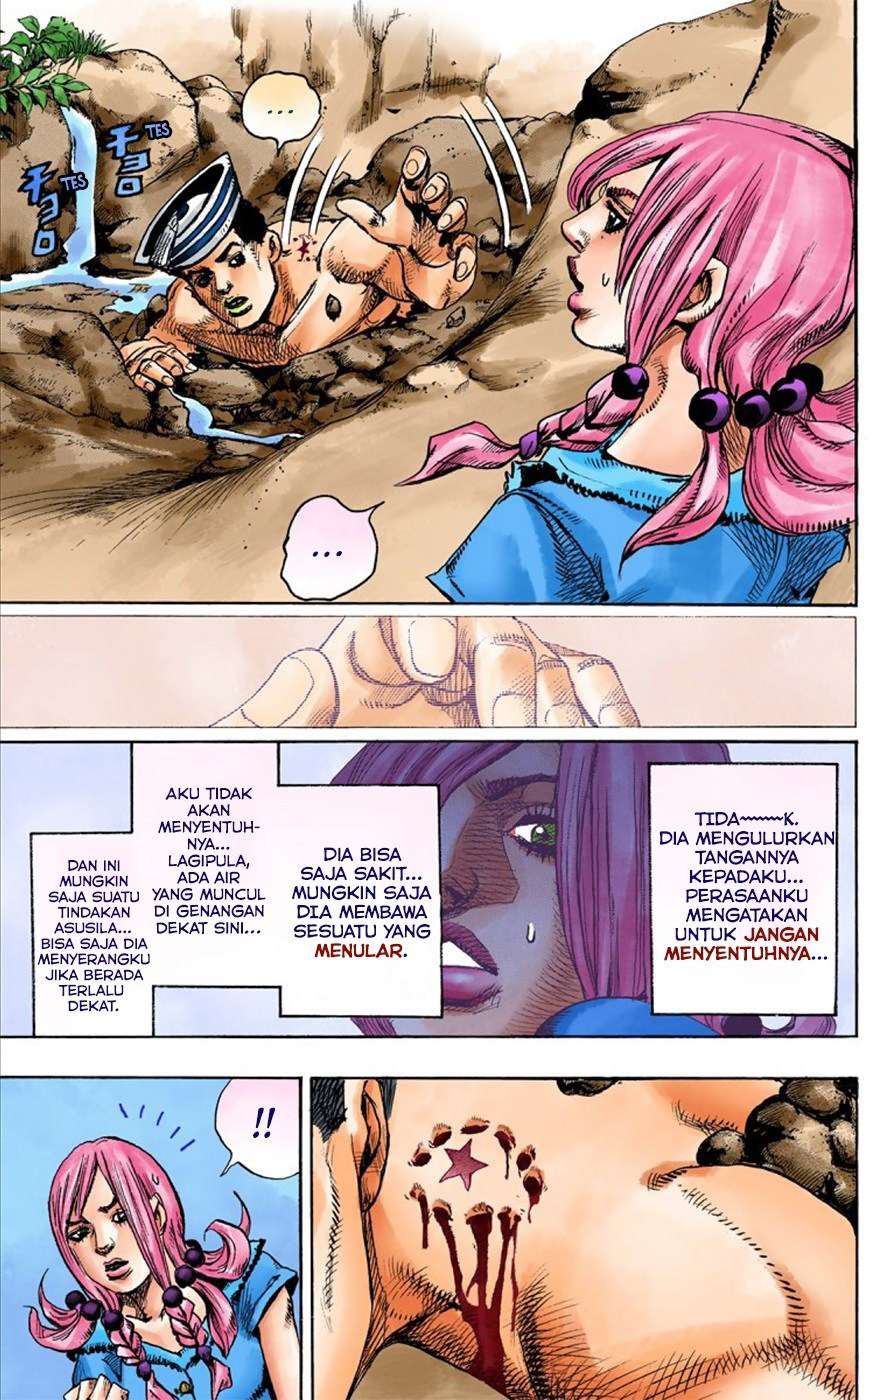 ...
チョロ
TES
チョロ
TES
...
TIDA~~~~K.
DIA MENGULURKAN
TANGANNYA
KEPADAKU...
PERASAANKU
MENGATAKAN
UNTUK JANGAN
MENYENTUHNYA...
DIA BISA
SAJA SAKIT...
MUNGKIN SAJA
DIA MEMBAWA
SESUATU YANG
MENULAR.
AKU TIDAK
AKAN
MENYENTUH-
NYA...
LAGIPULA,
ADA AIR
YANG MUNCUL
DI GENANGAN
DEKAT SINI...
DAN INI
MUNGKIN
SAJA SUATU
TINDAKAN
ASUSILA...
BISA SAJA DIA
MENYERANGKU
JIKA BERADA
TERLALU
DEKAT.
!!